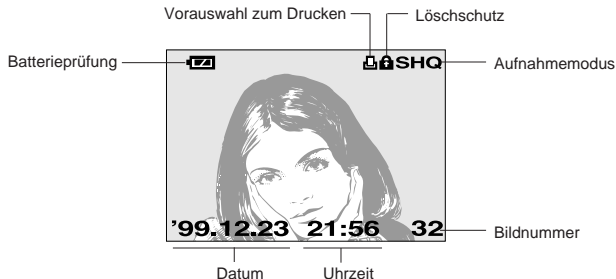 Vorauswahl zum Drucken
Löschschutz
Batterieprüfung
SHQ
Aufnahmemodus
'99.12.23 21:56 32
Bildnummer
Datum
Uhrzeit